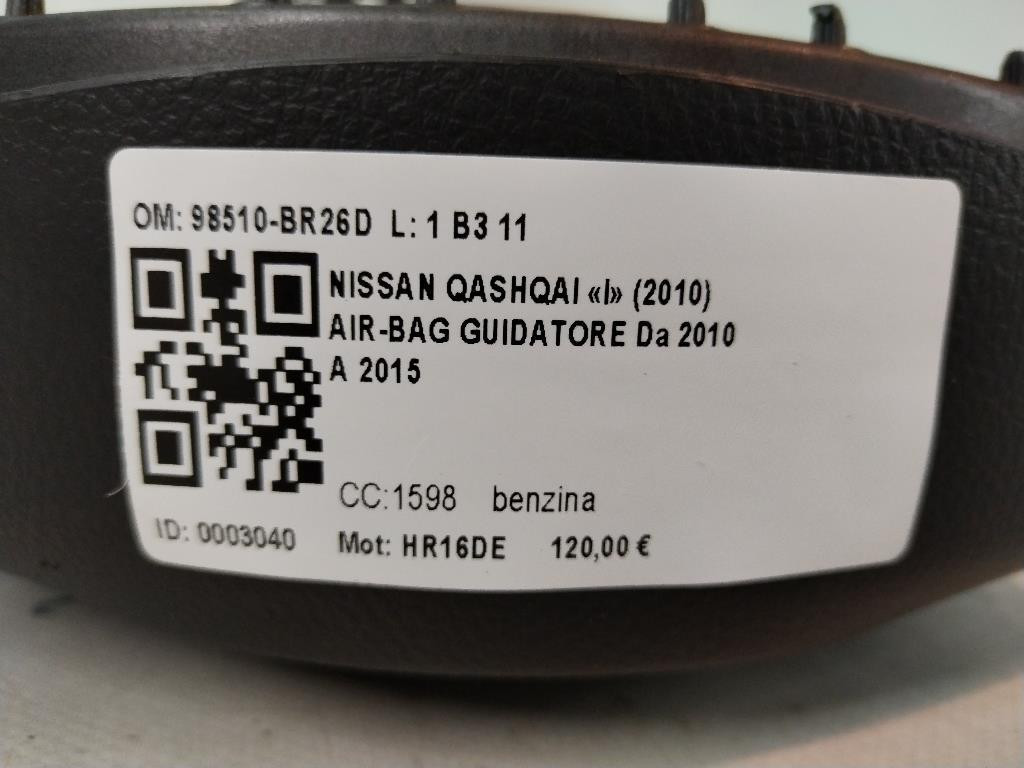 OM: 98510-BR26D L: 1 B3 11
NISSAN QASHQAI «I» (2010)
AIR-BAG GUIDATORE Da 2010
A 2015
CC:1598 benzina
ID: 0003040 Mot: HR16DE 120,00 €